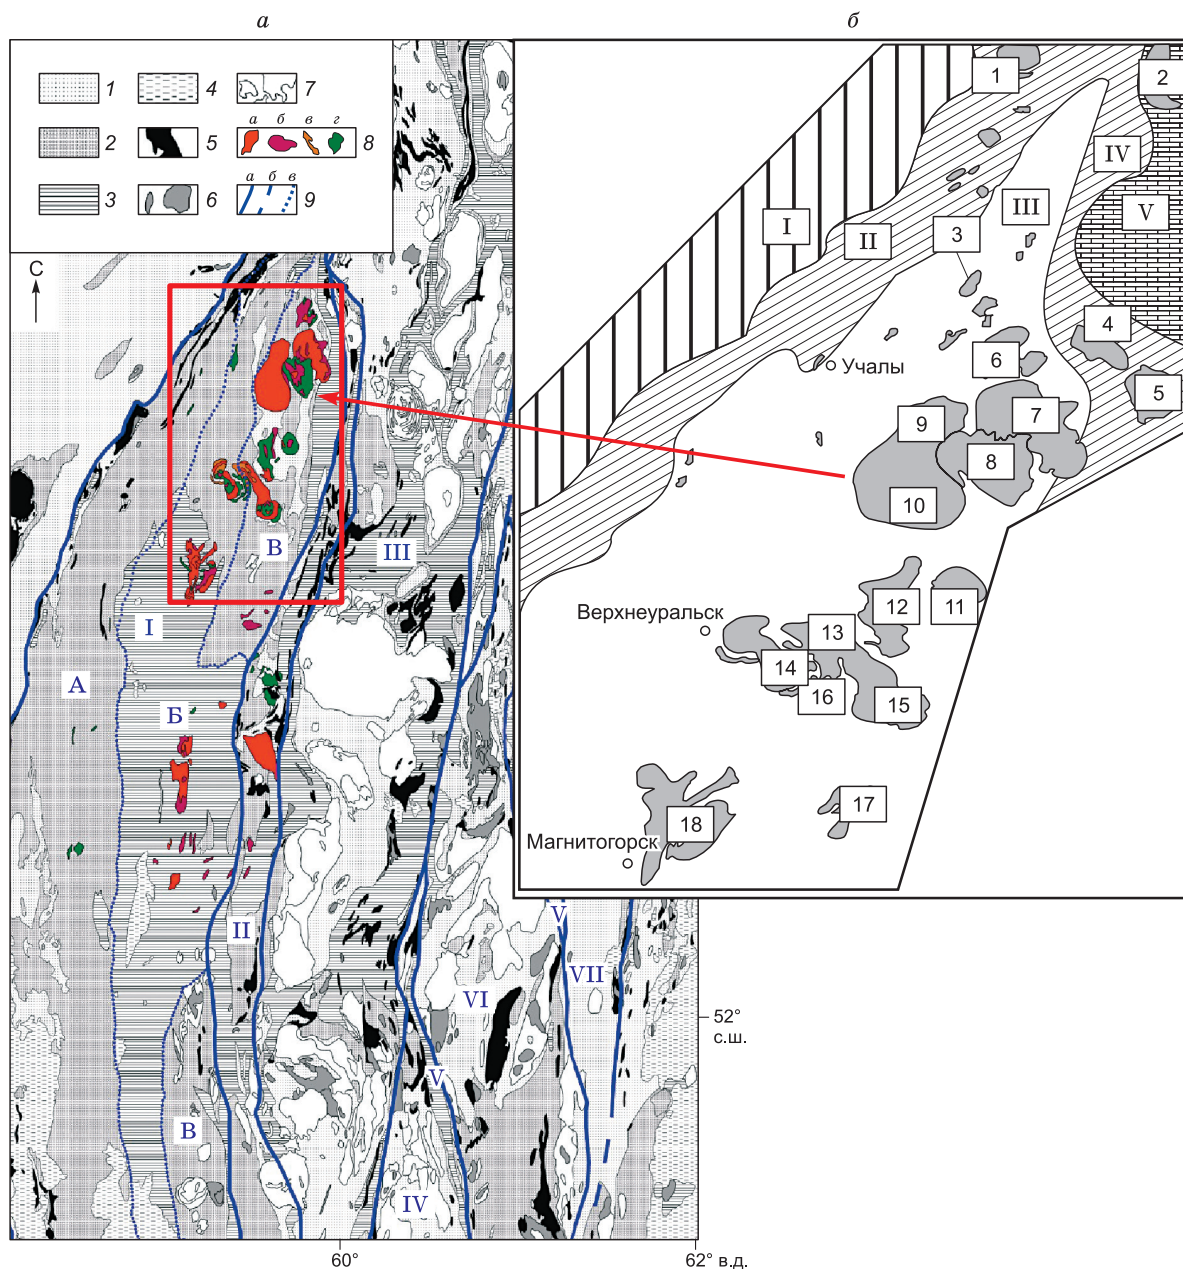 а
б
1
4
7
2
5
а б в г
8
3
6
а б в
9
С
I
II
III
IV
V
1
2
3
4
5
6
7
8
9
10
11
12
13
14
15
16
17
18
Учалы
Верхнеуральск
Магнитогорск
В
III
I
А
Б
II
V
VII
VI
V
В
IV
52°
с.ш.
60°
62° в.д.